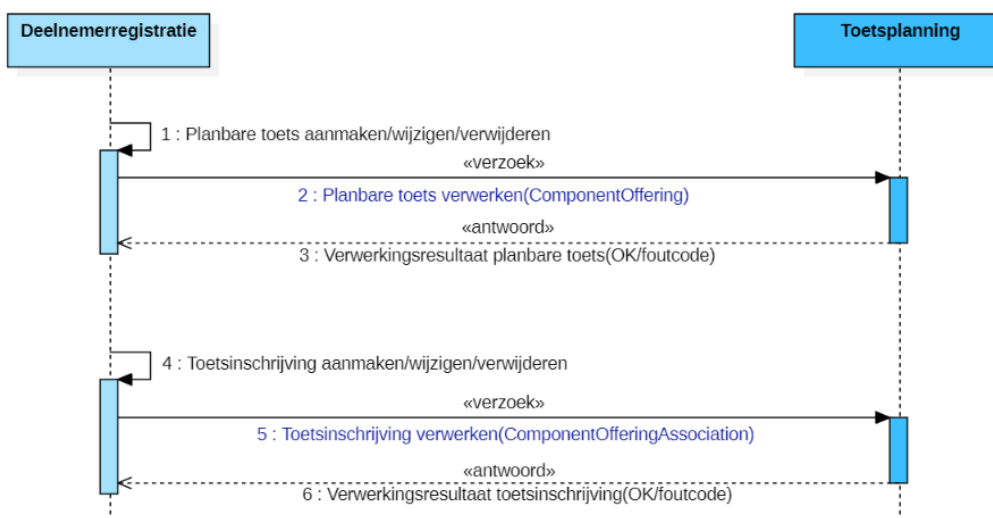 Deelnemerregistratie
Toetsplanning
1 : Planbare toets aanmaken/wijzigen/verwijderen
«verzoek»
2 : Planbare toets verwerken(ComponentOffering)
«antwoord»
3 : Verwerkingsresultaat planbare toets(OK/foutcode)
4 : Toetsinschrijving aanmaken/wijzigen/verwijderen
«verzoek»
5 : Toetsinschrijving verwerken(ComponentOfferingAssociation)
«antwoord»
6 : Verwerkingsresultaat toetsinschrijving(OK/foutcode)